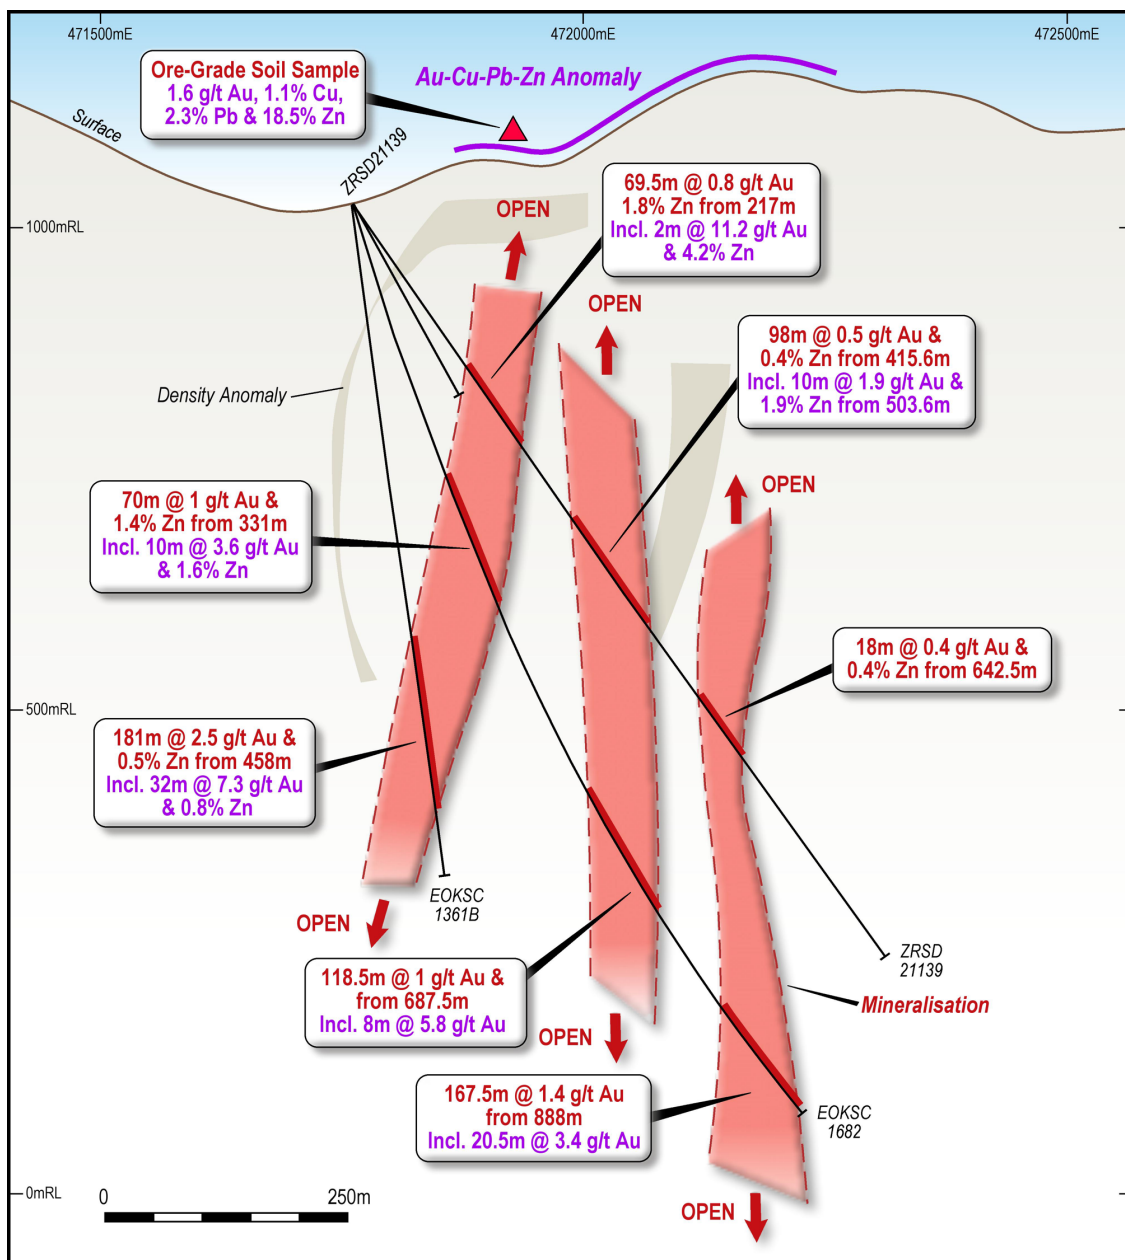 471500mE
472000mE
472500mE
Ore-Grade Soil Sample
1.6 g/t Au, 1.1% Cu,
2.3% Pb & 18.5% Zn
Au-Cu-Pb-Zn Anomaly
Surface
ZRSD21139
69.5m @ 0.8 g/t Au
1.8% Zn from 217m
Incl. 2m @ 11.2 g/t Au
& 4.2% Zn
OPEN
1000mRL
OPEN
98m @ 0.5 g/t Au &
0.4% Zn from 415.6m
Incl. 10m @ 1.9 g/t Au &
1.9% Zn from 503.6m
Density Anomaly
OPEN
70m @ 1 g/t Au &
1.4% Zn from 331m
Incl. 10m @ 3.6 g/t Au
& 1.6% Zn
18m @ 0.4 g/t Au &
0.4% Zn from 642.5m
500mRL
181m @ 2.5 g/t Au &
0.5% Zn from 458m
Incl. 32m @ 7.3 g/t Au
& 0.8% Zn
EOKSC
1361B
OPEN
ZRSD
21139
118.5m @ 1 g/t Au &
from 687.5m
Incl. 8m @ 5.8 g/t Au
Mineralisation
OPEN
167.5m @ 1.4 g/t Au
from 888m
Incl. 20.5m @ 3.4 g/t Au
EOKSC
1682
0mRL
0
250m
OPEN